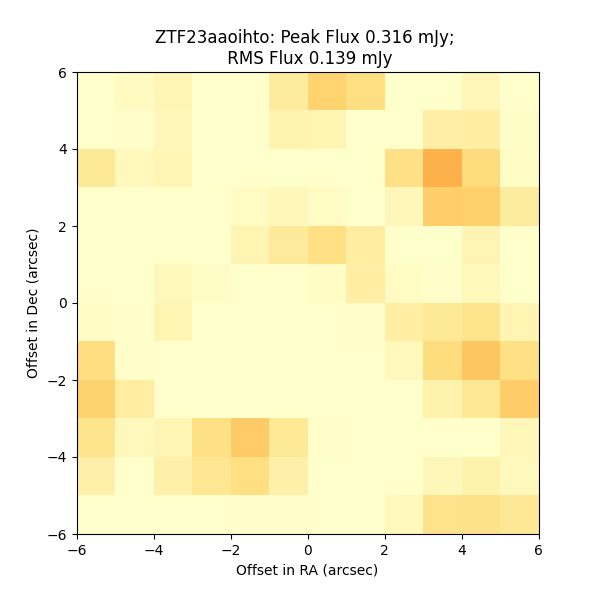 ZTF23aaoihto: Peak Flux 0.316 mJy;
RMS Flux 0.139 mJy
6
4
2
0
−2
−4
−6
Offset in Dec (arcsec)
−6 −4 −2 0 2 4 6
Offset in RA (arcsec)